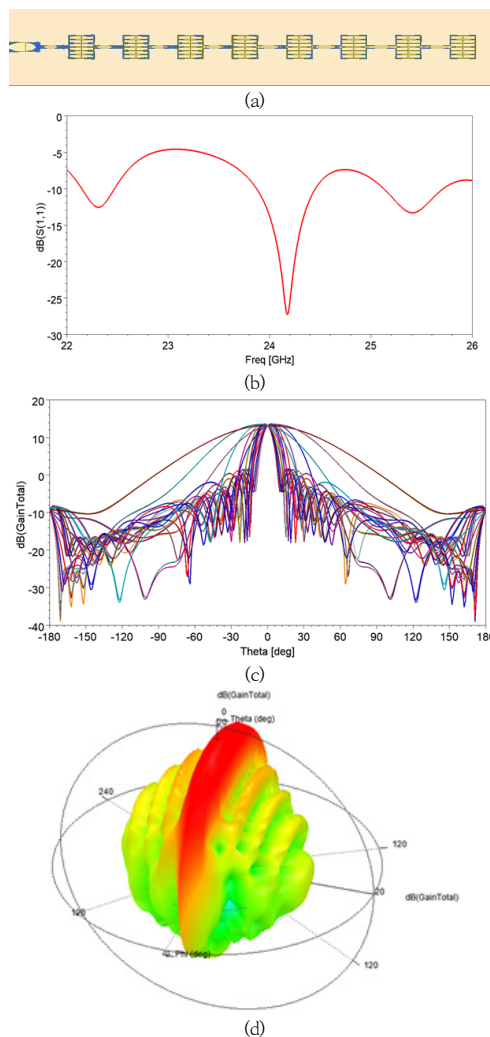 (a)
0
-5
-10
-15
-20
-25
-30
dB(S(1,1))
22 23 24 25 26
Freq [GHz]
(b)
20
10
0
-10
-20
-30
-40
dB(GainTotal)
-180 -150 -120 -90 -60 -30 0 30 60 90 120 150 180
Theta [deg]
(c)
dB(GainTotal)
0
20
Theta (deg)
240
120
120
20
dB(GainTotal)
120
Phi (deg)
(d)